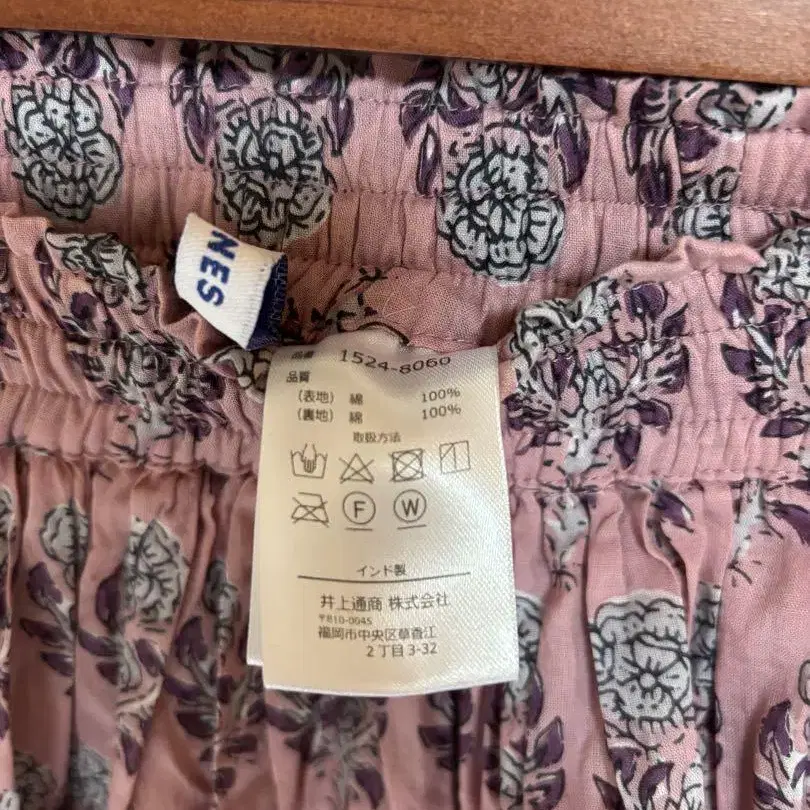 NES
品番 1524-8060
品質
(表地) 綿 100%
(裏地) 綿 100%
取扱方法
F W
インド製
井上通商 株式会社
〒810-0045
福岡市中央区草香江
2丁目3-32